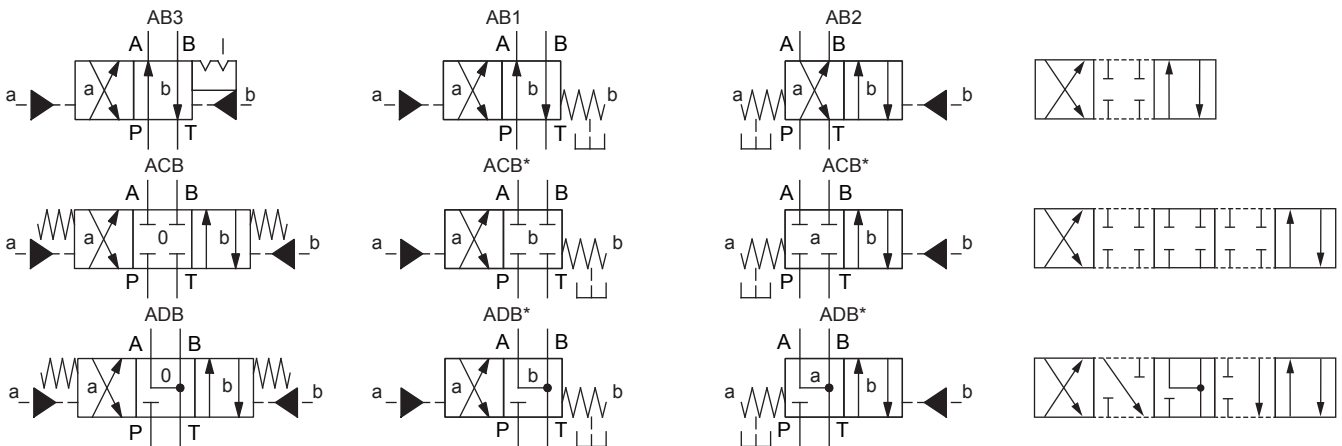 AB3 AB1 AB2
A B A B A B
a a b b a a b b a a b b
P T P T P T
ACB ACB* ACB*
A B A B A B
a a 0 b b a a b b a a b b
P T P T P T
ADB ADB* ADB*
A B A B A B
a a 0 b b a a b b a a b b
P T P T P T